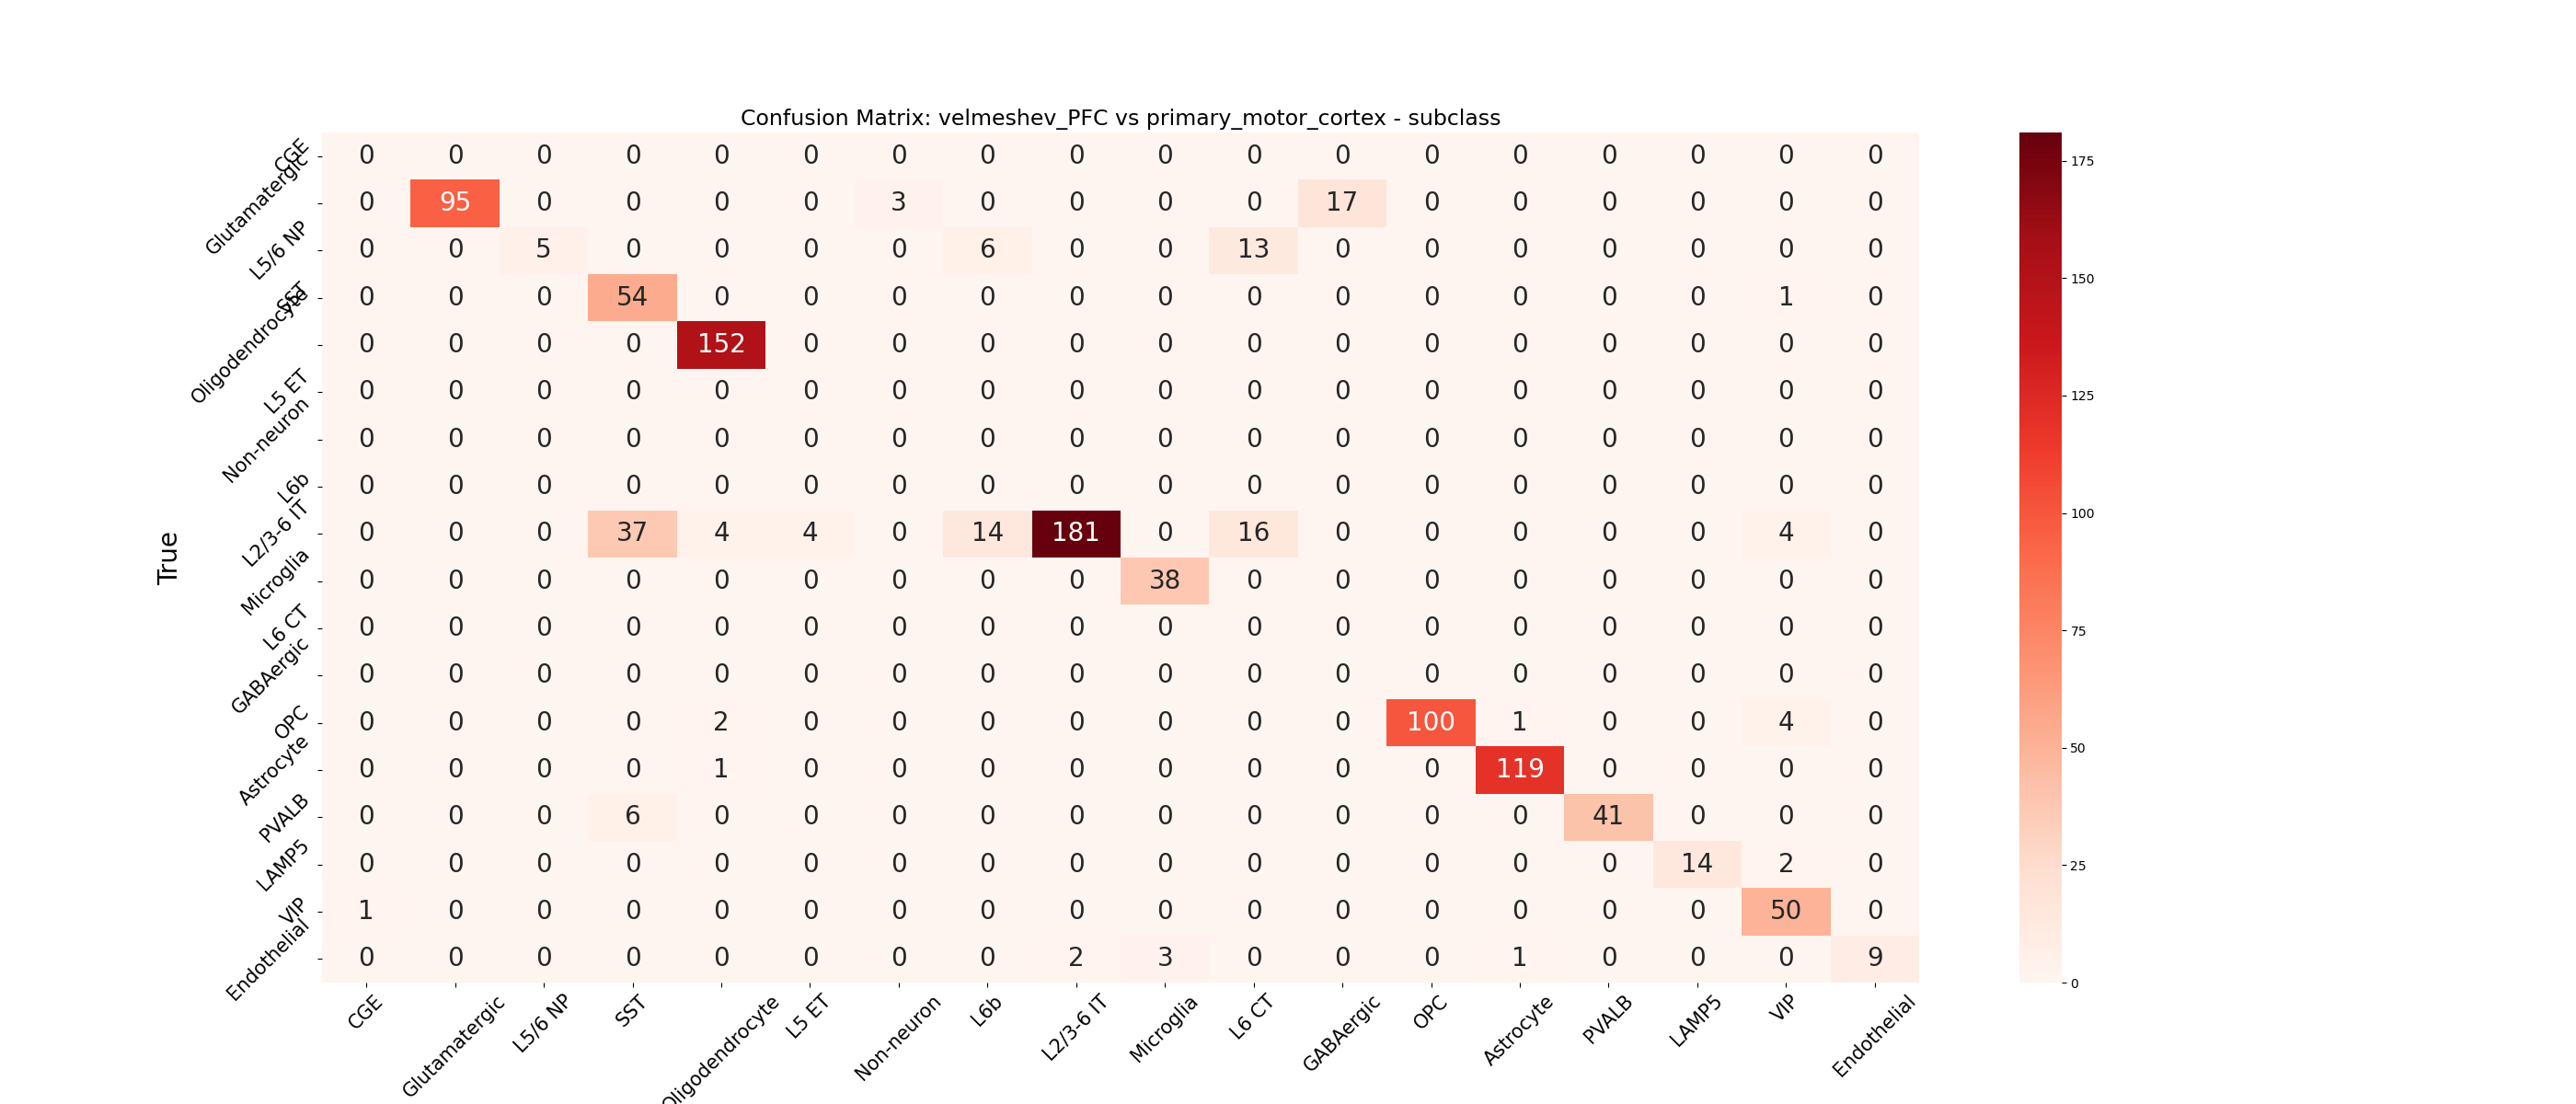 Confusion Matrix: velmeshev_PFC vs primary_motor_cortex - subclass
True
CGE 0 0 0 0 0 0 0 0 0 0 0 0 0 0 0 0 0 0
Glutamatergic 0 95 0 0 0 0 3 0 0 0 0 17 0 0 0 0 0 0
L5/6 NP 0 0 5 0 0 0 0 6 0 0 13 0 0 0 0 0 0 0
SST 0 0 0 54 0 0 0 0 0 0 0 0 0 0 0 0 1 0
Oligodendrocyte 0 0 0 0 152 0 0 0 0 0 0 0 0 0 0 0 0 0
L5 ET 0 0 0 0 0 0 0 0 0 0 0 0 0 0 0 0 0 0
Non-neuron 0 0 0 0 0 0 0 0 0 0 0 0 0 0 0 0 0 0
L6b 0 0 0 0 0 0 0 0 0 0 0 0 0 0 0 0 0 0
L2/3-6 IT 0 0 0 37 4 4 0 14 181 0 16 0 0 0 0 0 4 0
Microglia 0 0 0 0 0 0 0 0 0 38 0 0 0 0 0 0 0 0
L6 CT 0 0 0 0 0 0 0 0 0 0 0 0 0 0 0 0 0 0
GABAergic 0 0 0 0 0 0 0 0 0 0 0 0 0 0 0 0 0 0
OPC 0 0 0 0 2 0 0 0 0 0 0 0 100 1 0 0 4 0
Astrocyte 0 0 0 0 1 0 0 0 0 0 0 0 0 119 0 0 0 0
PVALB 0 0 0 6 0 0 0 0 0 0 0 0 0 0 41 0 0 0
LAMP5 0 0 0 0 0 0 0 0 0 0 0 0 0 0 0 14 2 0
VIP 1 0 0 0 0 0 0 0 0 0 0 0 0 0 0 0 50 0
Endothelial 0 0 0 0 0 0 0 0 2 3 0 0 0 1 0 0 0 9
CGE Glutamatergic L5/6 NP SST Oligodendrocyte L5 ET Non-neuron L6b L2/3-6 IT Microglia L6 CT GABAergic OPC Astrocyte PVALB LAMP5 VIP Endothelial
175
150
125
100
75
50
25
0